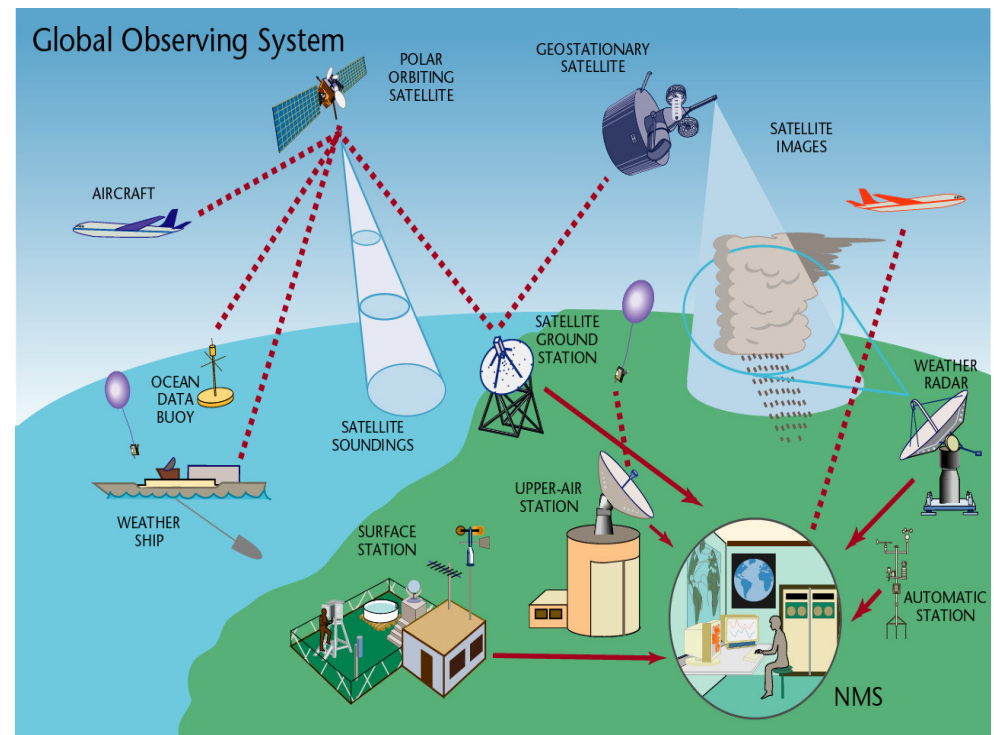 Global Observing System
POLAR
ORBITING
SATELLITE
GEOSTATIONARY
SATELLITE
SATELLITE
IMAGES
AIRCRAFT
SATELLITE
GROUND
STATION
WEATHER
RADAR
OCEAN
DATA
BUOY
SATELLITE
SOUNDINGS
UPPER-AIR
STATION
WEATHER
SHIP
SURFACE
STATION
AUTOMATIC
STATION
NMS